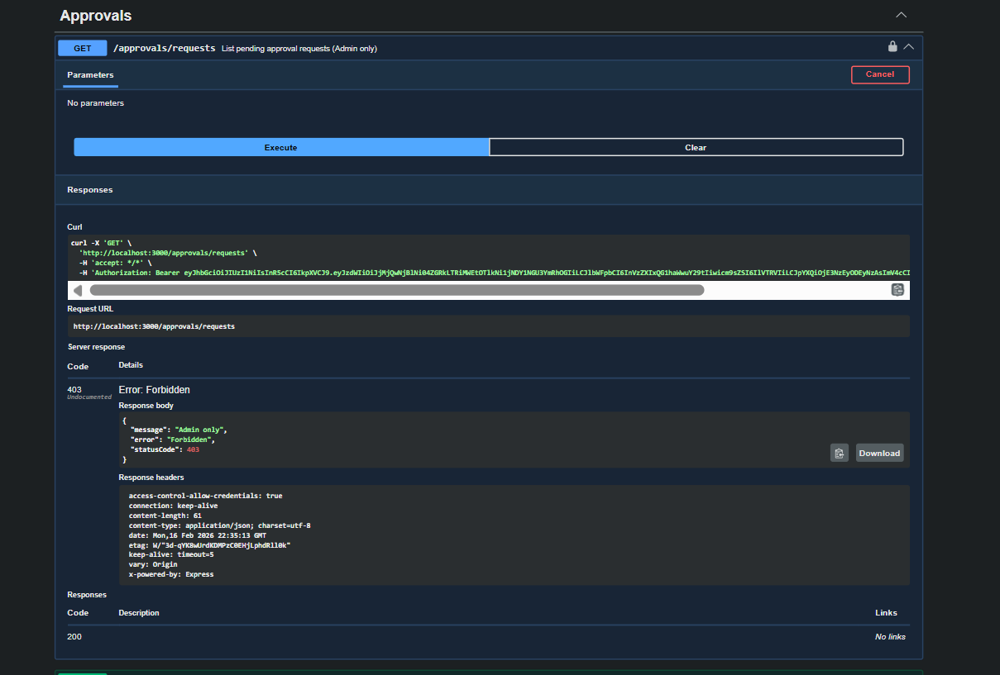 Approvals
GET /approvals/requests List pending approval requests (Admin only)
Parameters
Cancel
No parameters
Execute
Clear
Responses
Curl
curl -X 'GET' \
'http://localhost:3000/approvals/requests' \
-H 'accept: */*' \
-H 'Authorization: Bearer
Request URL
http://localhost:3000/approvals/requests
Server response
Code Details
403 Error: Forbidden
Undocumented
Response body
{
"message": "Admin only",
"error": "Forbidden",
"statusCode": 403
}
Download
Response headers
access-control-allow-credentials: true
connection: keep-alive
content-length: 61
content-type: application/json; charset=utf-8
date: Mon,16 Feb 2026 22:35:13 GMT
etag:
keep-alive: timeout=5
vary: Origin
x-powered-by: Express
Responses
Code Description Links
200 No links